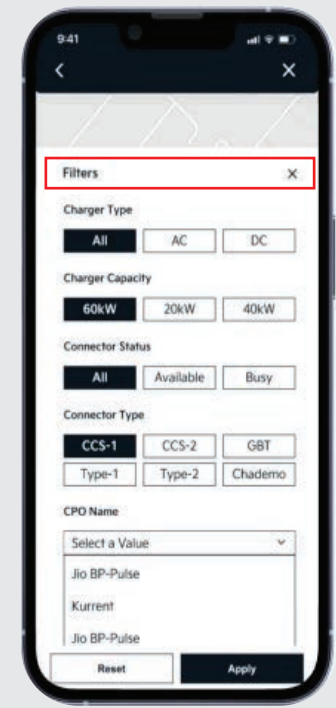 9:41
Filters
Charger Type
All AC DC
Charger Capacity
60kW 20kW 40kW
Connector Status
All Available Busy
Connector Type
CCS-1 CCS-2 GBT
Type-1 Type-2 Chademo
CPO Name
Select a Value
Jio BP-Pulse
Kurrent
Jio BP-Pulse
Reset Apply